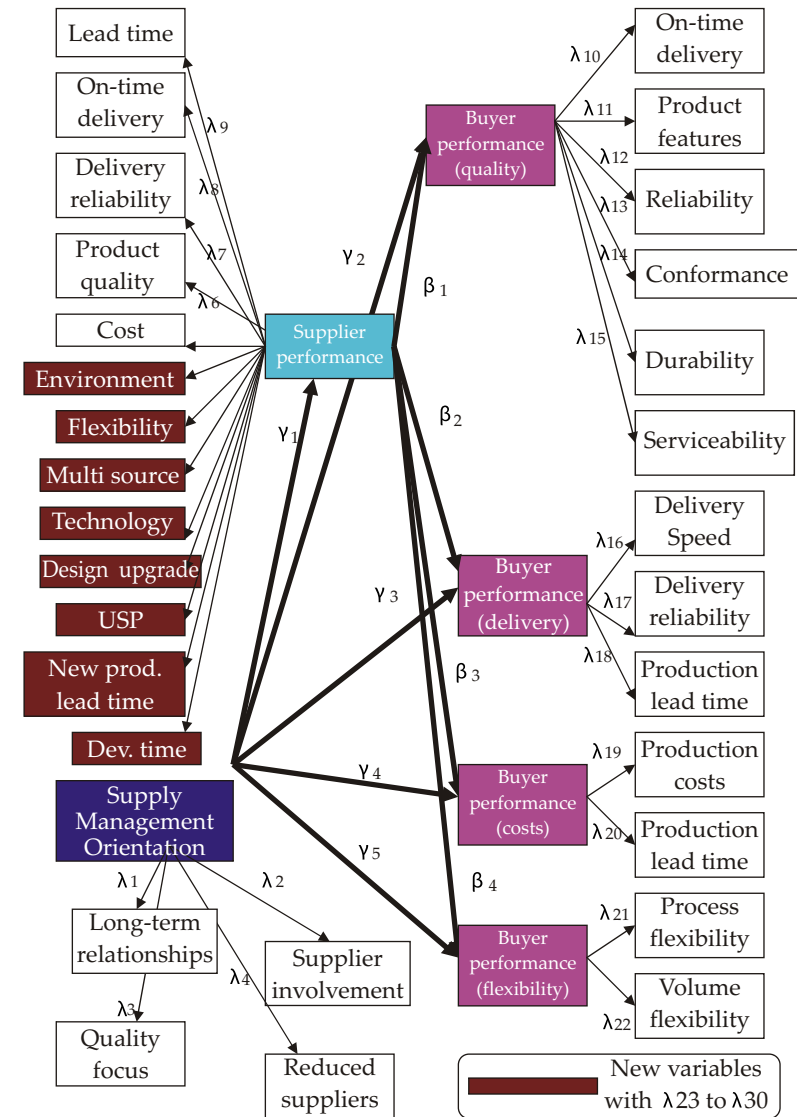 Lead time
On-time
delivery
Delivery
reliability
Product
quality
Cost
Environment
Flexibility
Multi source
Technology
Design upgrade
USP
New prod.
lead time
Dev. time
λ9
λ8
λ7
λ6
Supplier
performance
Supply
Management
Orientation
λ1
λ2
λ3
λ4
Long-term
relationships
Supplier
involvement
Quality
focus
Reduced
suppliers
γ1
γ2
γ3
γ4
γ5
β1
β2
β3
β4
Buyer
performance
(quality)
λ10
λ11
λ12
λ13
λ14
λ15
On-time
delivery
Product
features
Reliability
Conformance
Durability
Serviceability
Buyer
performance
(delivery)
λ16
λ17
λ18
Delivery
Speed
Delivery
reliability
Production
lead time
Buyer
performance
(costs)
λ19
λ20
Production
costs
Production
lead time
Buyer
performance
(flexibility)
λ21
λ22
Process
flexibility
Volume
flexibility
New variables
with λ23 to λ30